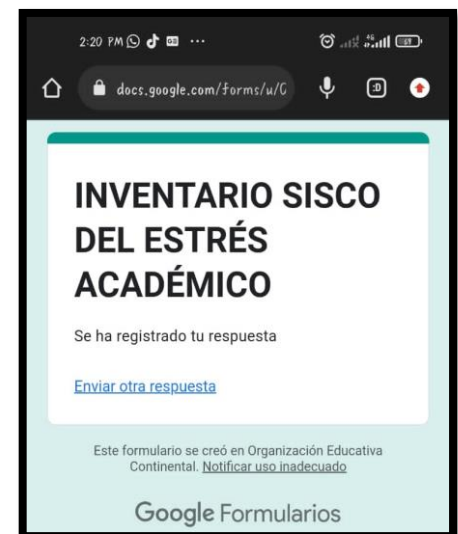 2:20 PM
docs.google.com/forms/u/0
:D
INVENTARIO SISCO
DEL ESTRÉS
ACADÉMICO
Se ha registrado tu respuesta
Enviar otra respuesta
Este formulario se creó en Organización Educativa
Continental. Notificar uso inadecuado
Google Formularios